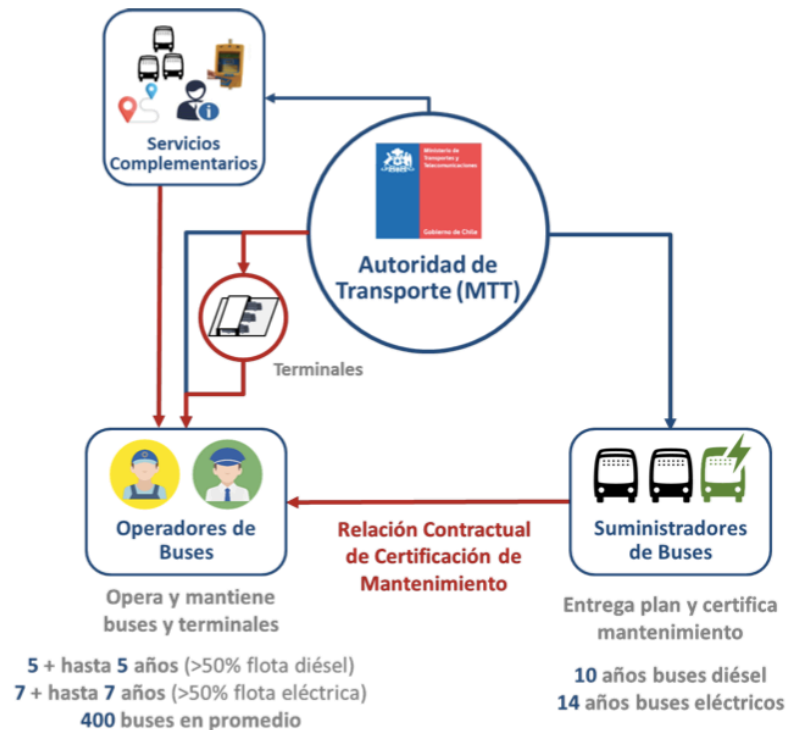 Servicios
Complementarios
Ministerio de
Transportes y
Telecomunicaciones
Gobierno de Chile
Autoridad de
Transporte (MTT)
Terminales
Operadores de
Buses
Relación Contractual
de Certificación de
Mantenimiento
Suministradores
de Buses
Opera y mantiene
buses y terminales
5 + hasta 5 años (>50% flota diésel)
7 + hasta 7 años (>50% flota eléctrica)
400 buses en promedio
Entrega plan y certifica
mantenimiento
10 años buses diésel
14 años buses eléctricos